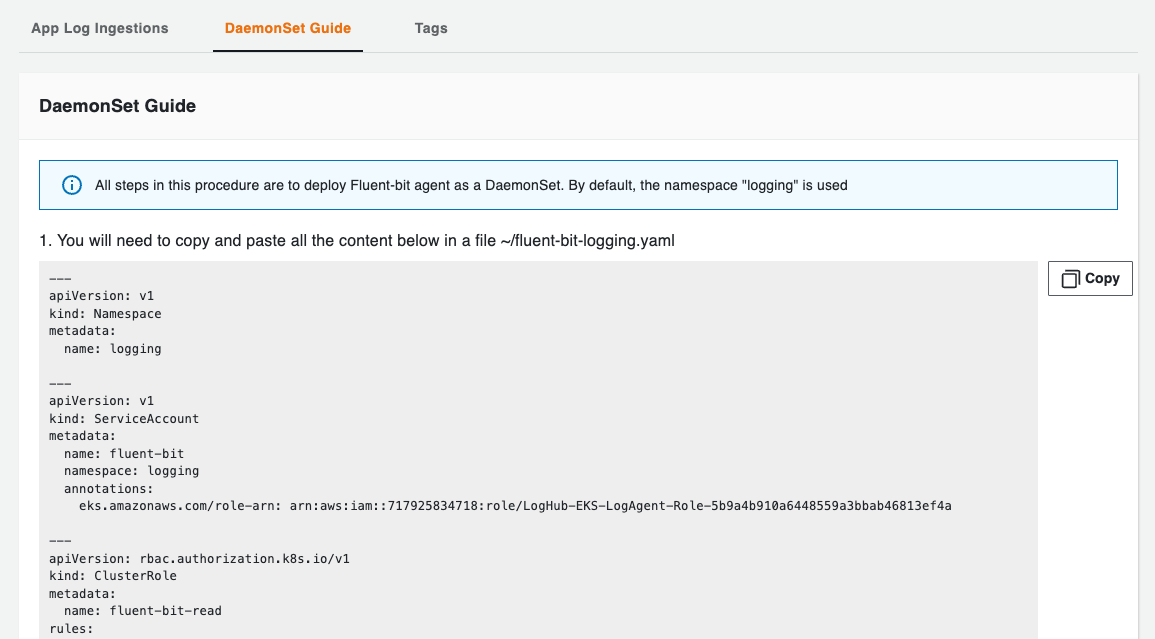 App Log Ingestions DaemonSet Guide Tags
DaemonSet Guide
All steps in this procedure are to deploy Fluent-bit agent as a DaemonSet. By default, the namespace "logging" is used
1. You will need to copy and paste all the content below in a file ~/fluent-bit-logging.yaml
Copy
---
apiVersion: v1
kind: Namespace
metadata:
  name: logging
---
apiVersion: v1
kind: ServiceAccount
metadata:
  name: fluent-bit
  namespace: logging
  annotations:
    eks.amazonaws.com/role-arn: arn:aws:iam::717925834718:role/LogHub-EKS-LogAgent-Role-5b9a4b910a6448559a3bbab46813ef4a
---
apiVersion: rbac.authorization.k8s.io/v1
kind: ClusterRole
metadata:
  name: fluent-bit-read
rules: